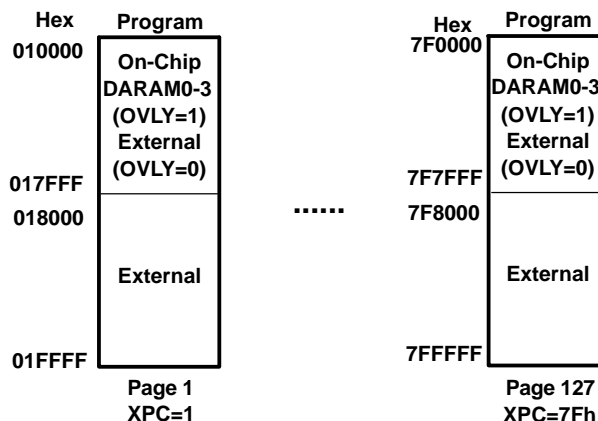 Hex Program
010000
On-Chip
DARAM0-3
(OVLY=1)
External
(OVLY=0)
017FFF
018000
External
01FFFF
Page 1
XPC=1
......
Hex Program
7F0000
On-Chip
DARAM0-3
(OVLY=1)
External
(OVLY=0)
7F7FFF
7F8000
External
7FFFFF
Page 127
XPC=7Fh